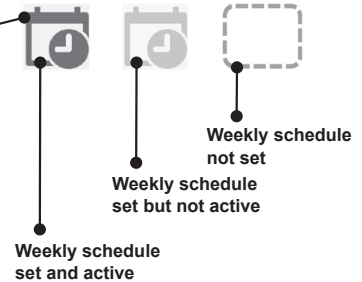 Weekly schedule
not set
Weekly schedule
set but not active
Weekly schedule
set and active